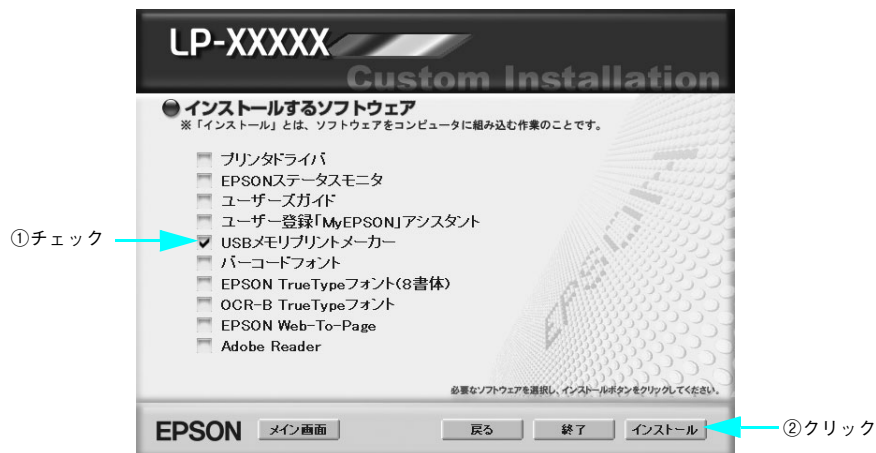 LP-XXXXX
Custom Installation
インストールするソフトウェア
※「インストール」とは、ソフトウェアをコンピュータに組み込む作業のことです。
プリンタドライバ
EPSONステータスモニタ
ユーザーズガイド
ユーザー登録「MyEPSON」アシスタント
①チェック
USBメモリプリントメーカー
バーコードフォント
EPSON TrueTypeフォント(8書体)
OCR-B TrueTypeフォント
EPSON Web-To-Page
Adobe Reader
EPSON
必要なソフトウェアを選択し、インストールボタンをクリックしてください。
EPSON
メイン画面
戻る
終了
インストール
②クリック